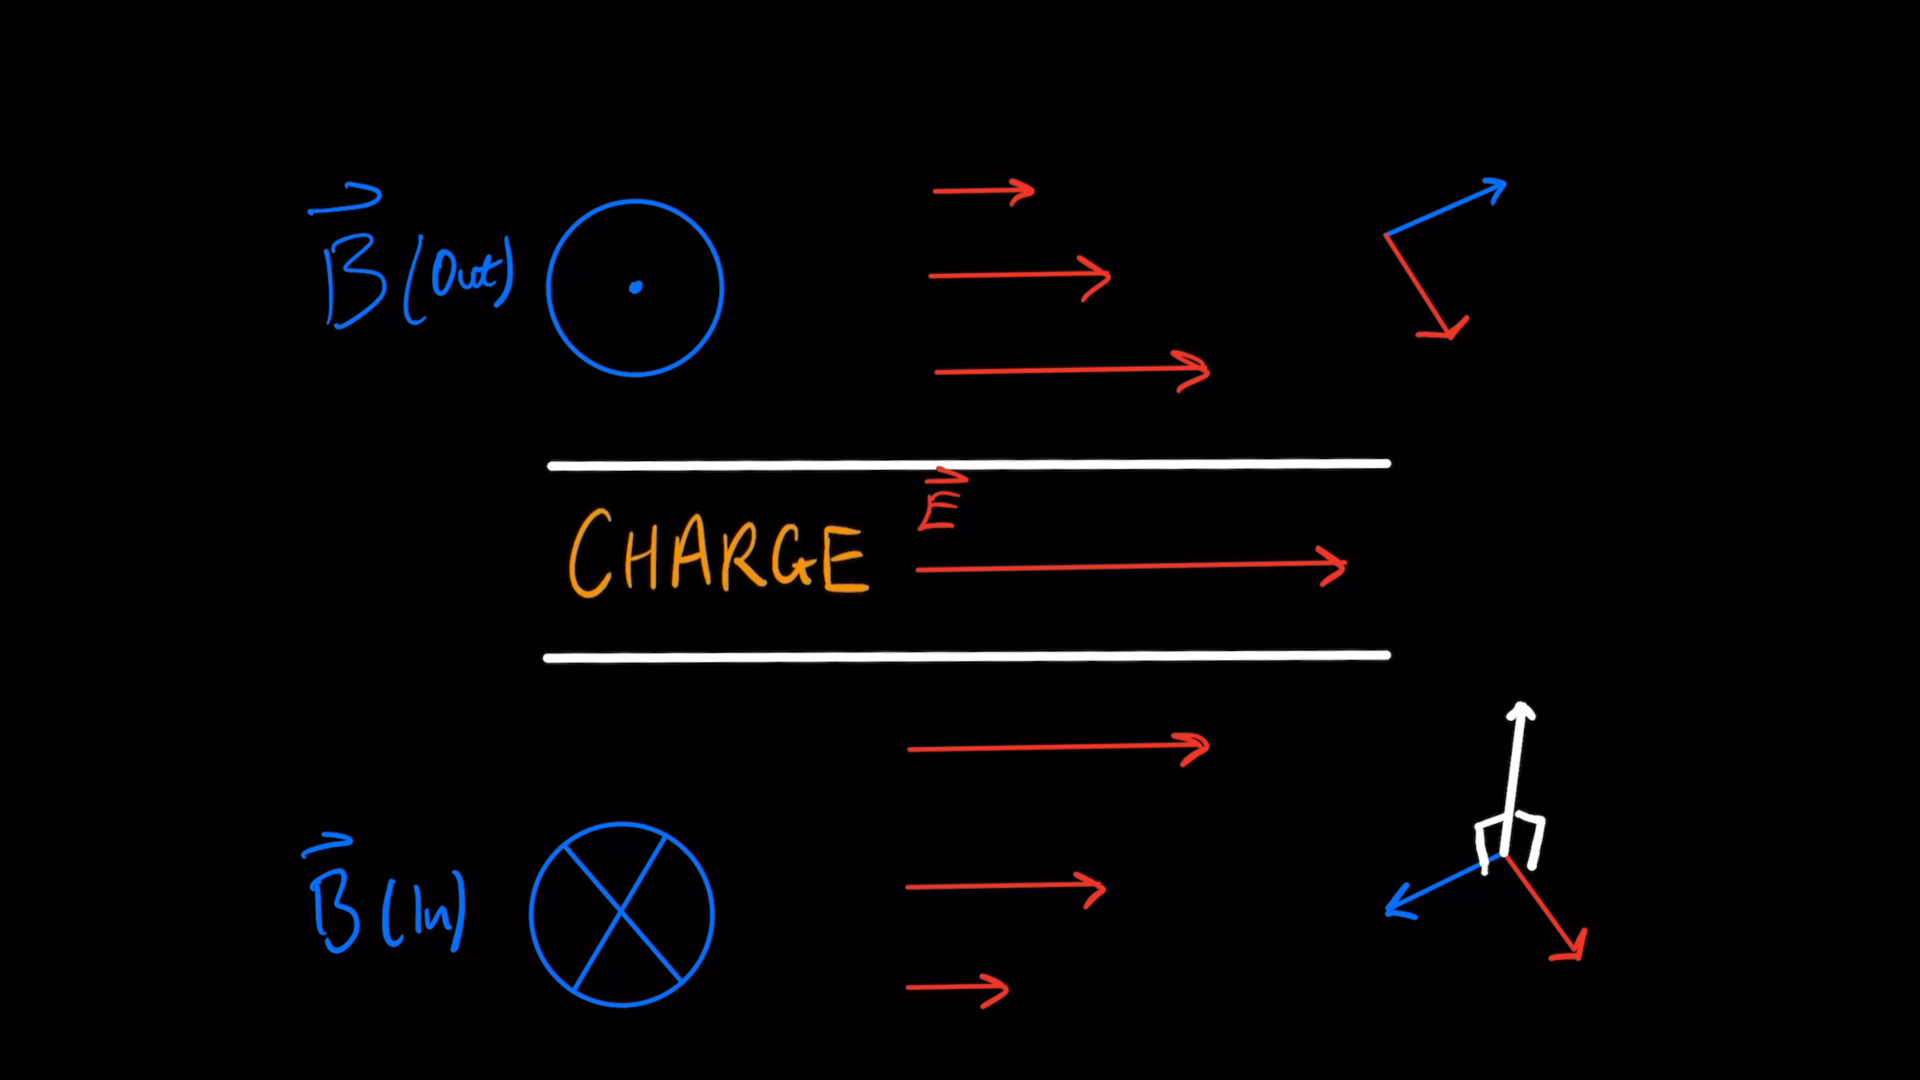 B⃗ (Out)
E⃗
CHARGE
B⃗ (In)